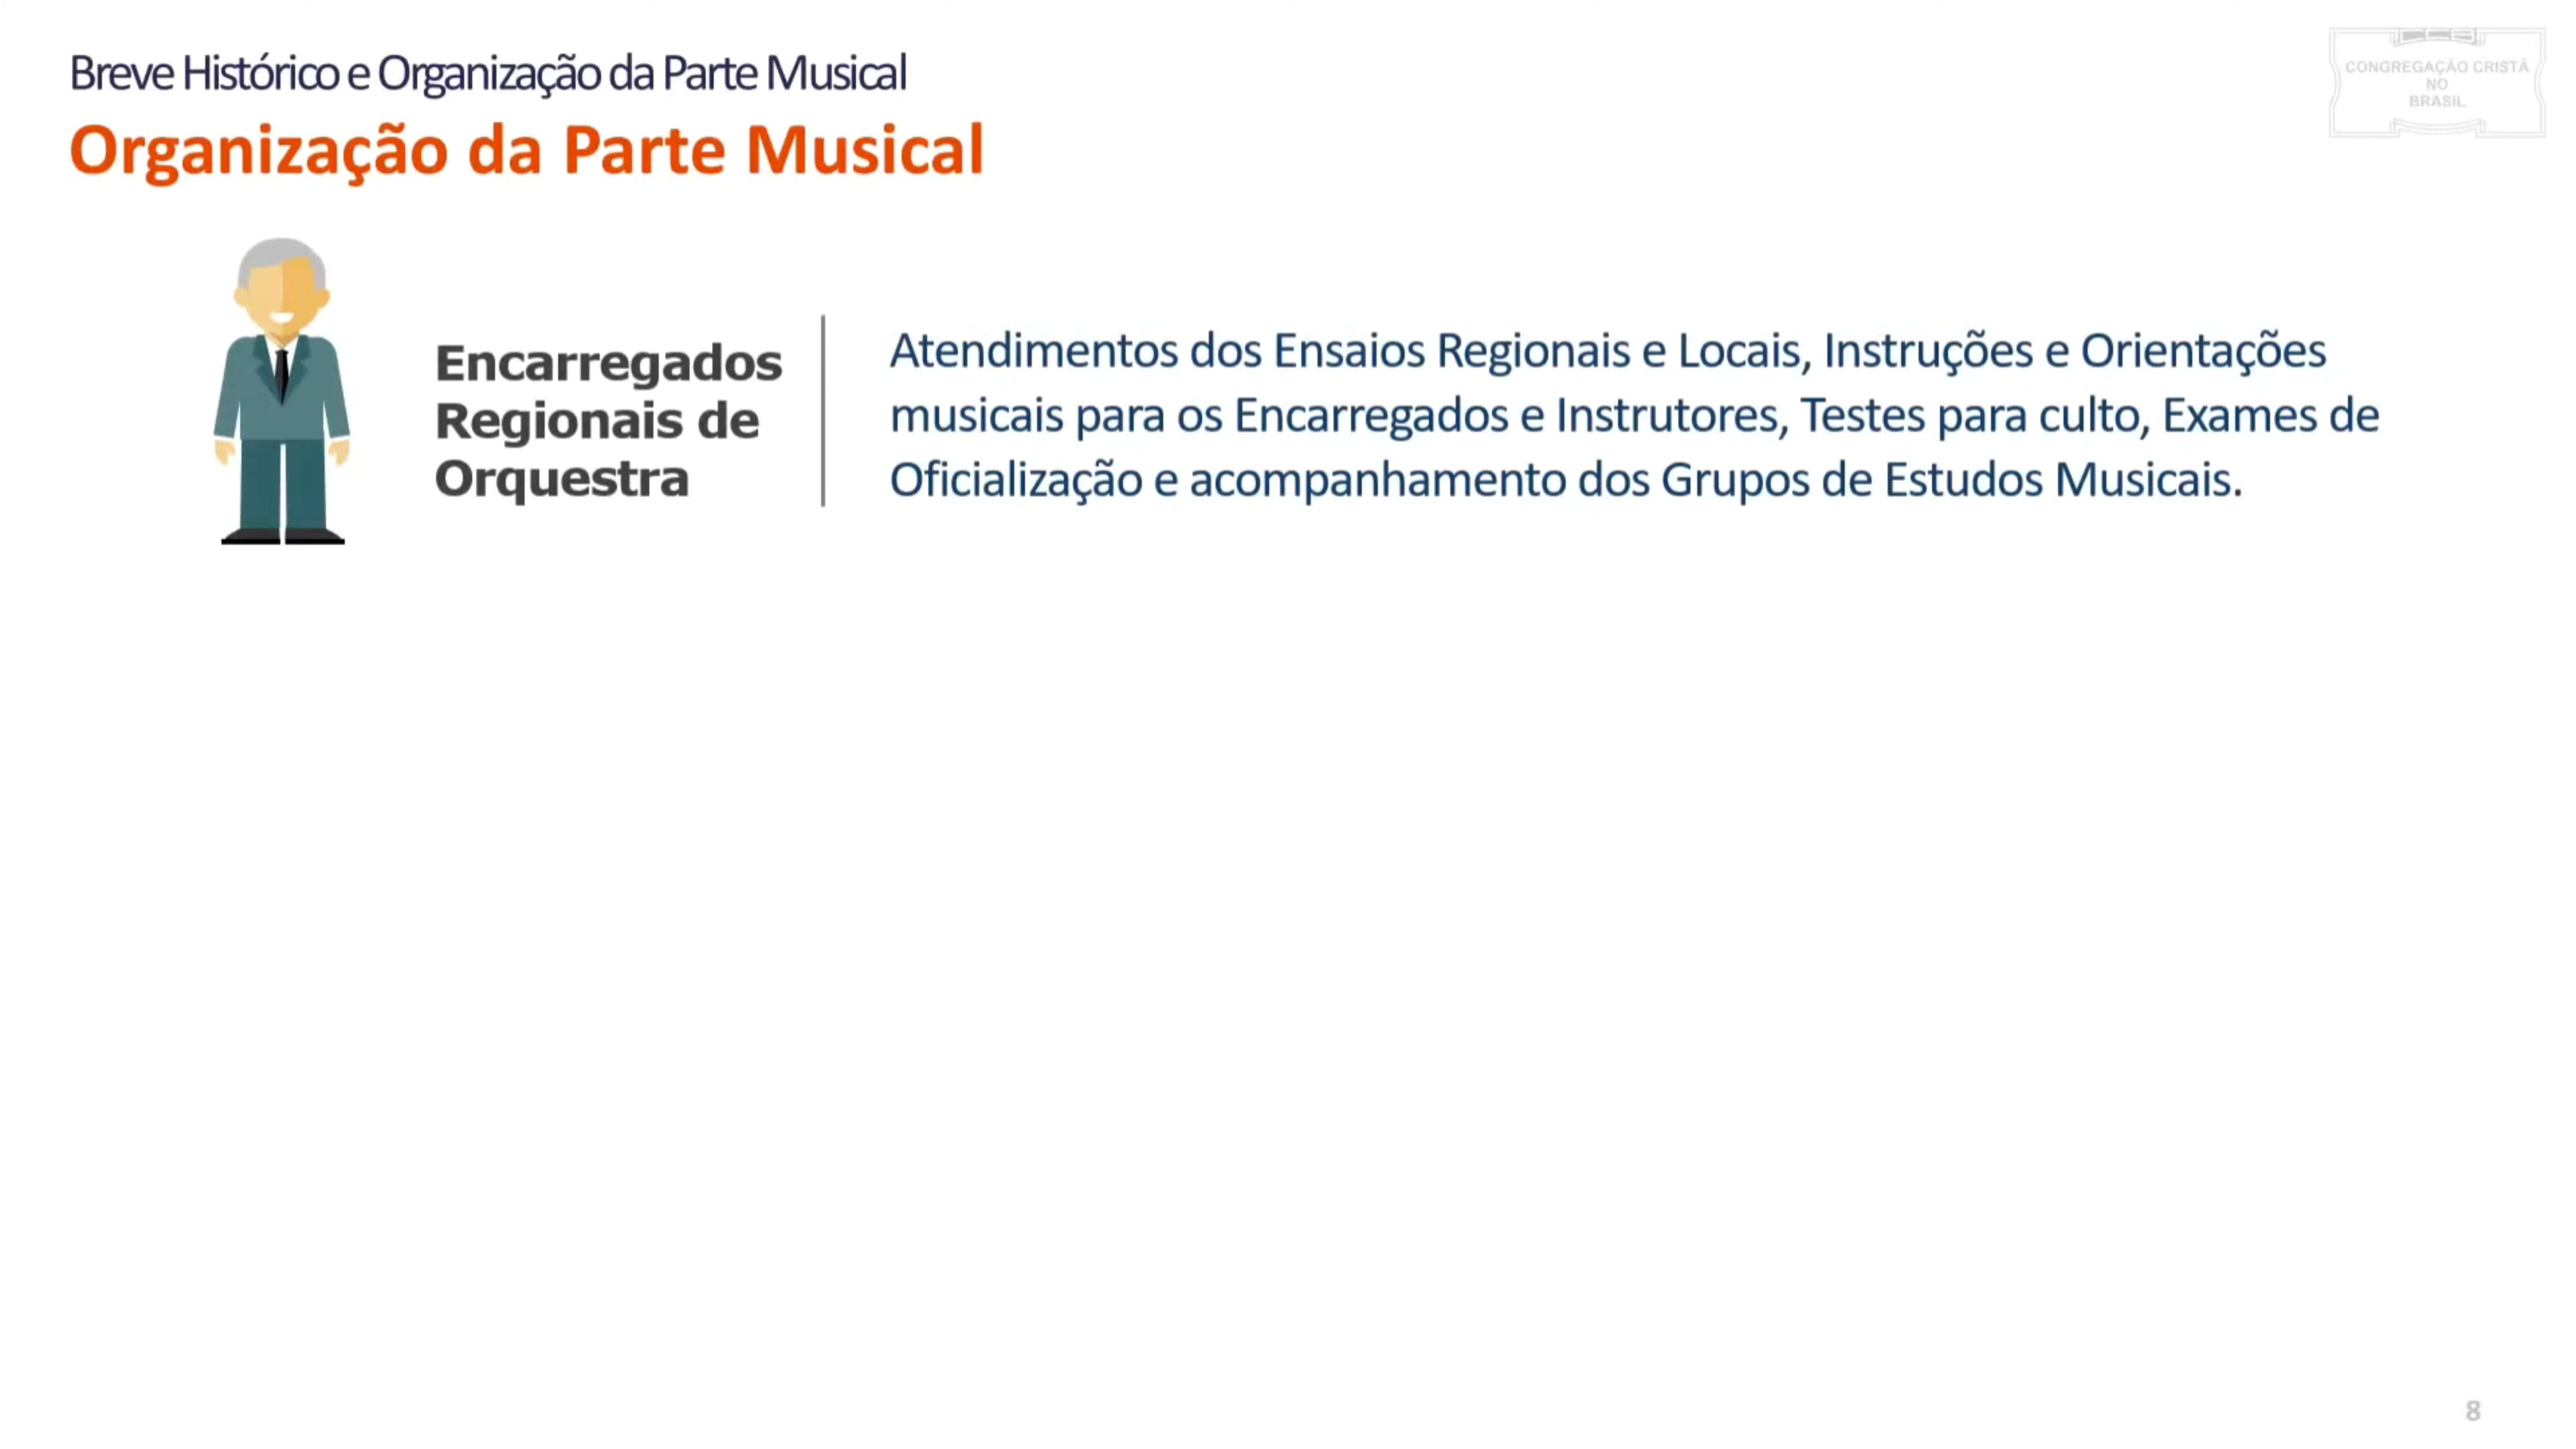 Breve Histórico e Organização da Parte Musical
Organização da Parte Musical
CONGREGAÇÃO CRISTÃ
NO
BRASIL
Encarregados
Regionais de
Orquestra
Atendimentos dos Ensaios Regionais e Locais, Instruções e Orientações
musicais para os Encarregados e Instrutores, Testes para culto, Exames de
Oficialização e acompanhamento dos Grupos de Estudos Musicais.
8